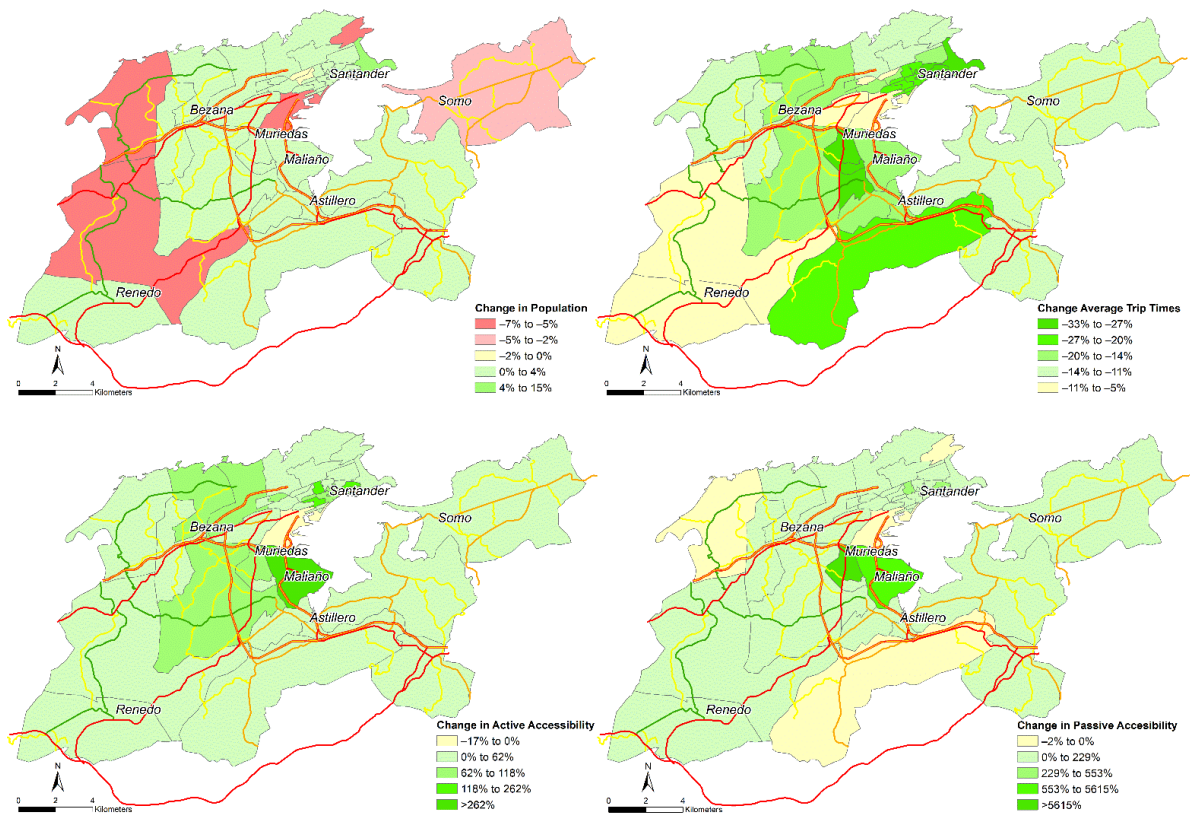 Santander
Bezana
Somo
Muriedas
Maliaño
Astillero
Renedo
Change in Population
–7% to –5%
–5% to –2%
–2% to 0%
0% to 4%
4% to 15%
N
0 2 4
Kilometers
Santander
Bezana
Somo
Muriedas
Maliaño
Astillero
Renedo
Change Average Trip Times
–33% to –27%
–27% to –20%
–20% to –14%
–14% to –11%
–11% to –5%
N
0 2 4
Kilometers
Santander
Bezana
Somo
Muriedas
Maliaño
Astillero
Renedo
Change in Active Accessibility
–17% to 0%
0% to 62%
62% to 118%
118% to 262%
>262%
N
0 2 4
Kilometers
Santander
Bezana
Somo
Muriedas
Maliaño
Astillero
Renedo
Change in Passive Accesibility
–2% to 0%
0% to 229%
229% to 553%
553% to 5615%
>5615%
N
0 2 4
Kilometers